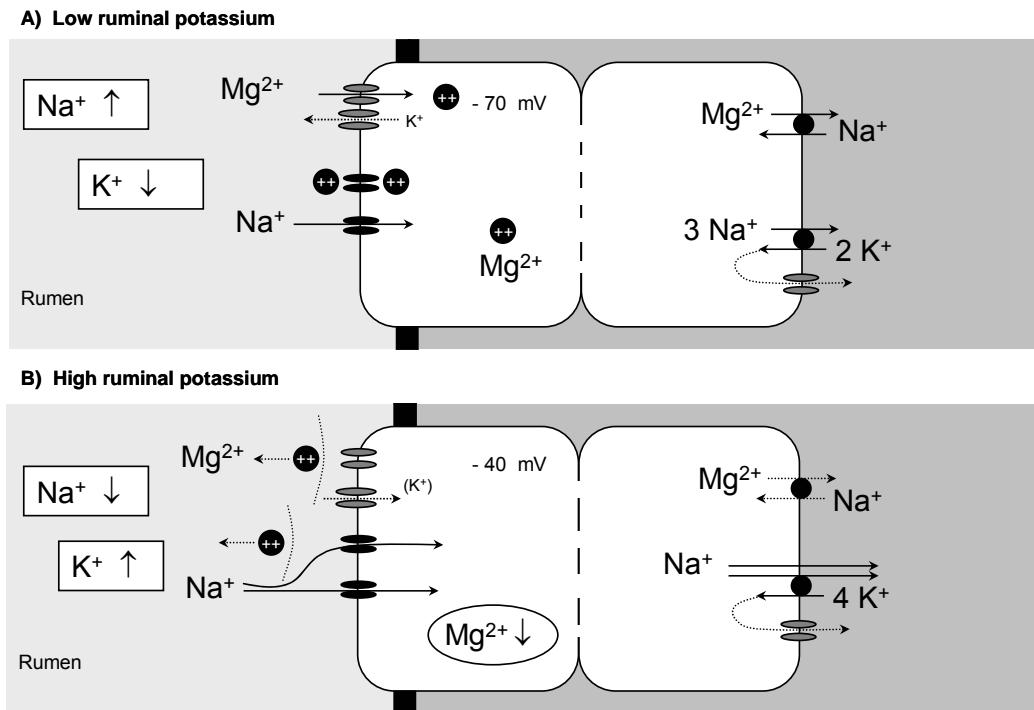 A) Low ruminal potassium
Na⁺ ↑
Mg²⁺
++
- 70 mV
K⁺
Mg²⁺
Na⁺
K⁺ ↓
++
++
Na⁺
++
Mg²⁺
3 Na⁺
2 K⁺
Rumen
B) High ruminal potassium
Mg²⁺
++
- 40 mV
Na⁺ ↓
(K⁺)
Mg²⁺
Na⁺
K⁺ ↑
++
Na⁺
Na⁺
4 K⁺
Mg²⁺ ↓
Rumen